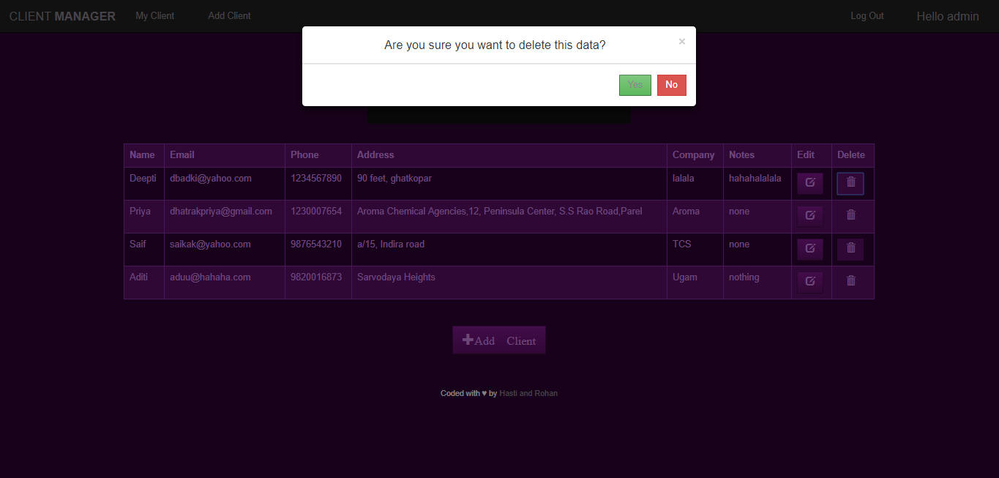 CLIENT MANAGER My Client Add Client Log Out Hello admin
Are you sure you want to delete this data? ×
Yes No
Name Email Phone Address Company Notes Edit Delete
Deepti dbadki@yahoo.com 1234567890 90 feet, ghatkopar lalala hahahalalala
Priya dhatrakpriya@gmail.com 1230007654 Aroma Chemical Agencies,12, Peninsula Center, S.S Rao Road,Parel Aroma none
Saif saikak@yahoo.com 9876543210 a/15, Indira road TCS none
Aditi aduu@hahaha.com 9820016873 Sarvodaya Heights Ugam nothing
Add Client
Coded with ♥ by Hasti and Rohan